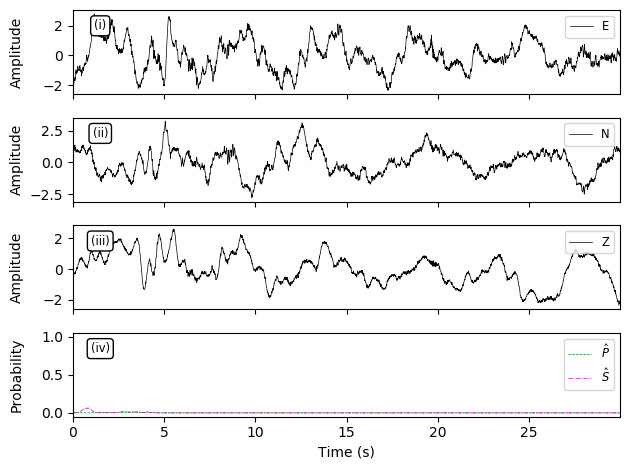 Amplitude
2
0
−2
(i)
E
Amplitude
2.5
0.0
−2.5
(ii)
N
Amplitude
2
0
−2
(iii)
Z
Probability
1.0
0.5
0.0
(iv)
P̂
Ŝ
0 5 10 15 20 25
Time (s)